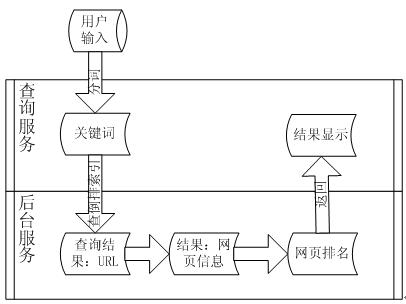 用户
输入
分词
查询服务
关键词
结果显示
查倒排索引
返回
后台服务
查询结
果：URL
结果：网
页信息
网页排名